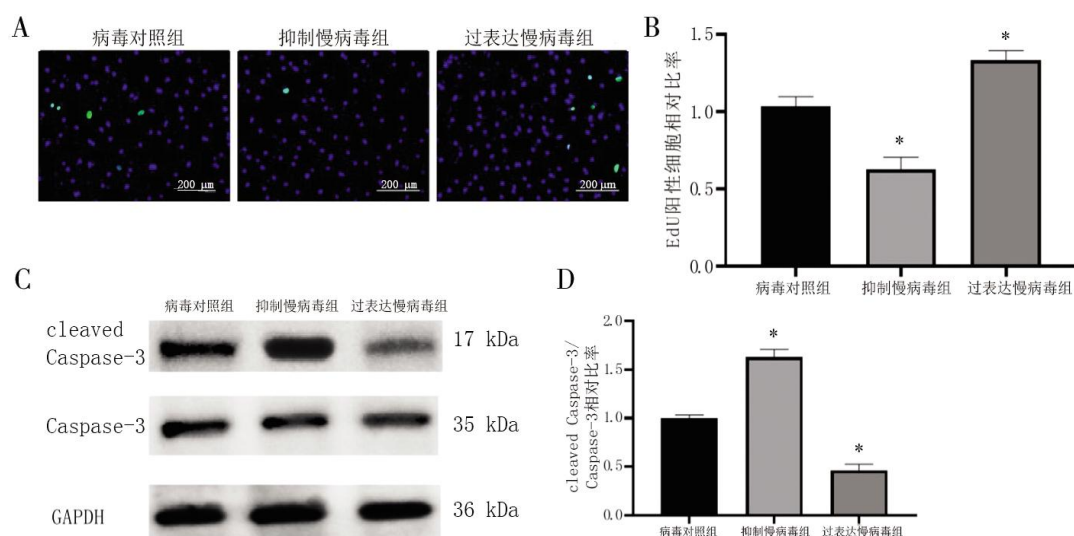 A
病毒对照组
抑制慢病毒组
过表达慢病毒组
200 μm
200 μm
200 μm
B
EdU阳性细胞相对比率
1.5
1.0
0.5
0.0
*
*
病毒对照组
抑制慢病毒组
过表达慢病毒组
C
病毒对照组
抑制慢病毒组
过表达慢病毒组
cleaved
Caspase-3
17 kDa
Caspase-3
35 kDa
GAPDH
36 kDa
D
cleaved Caspase-3/
Caspase-3相对比率
2.0
1.5
1.0
0.5
0.0
*
*
病毒对照组
抑制慢病毒组
过表达慢病毒组